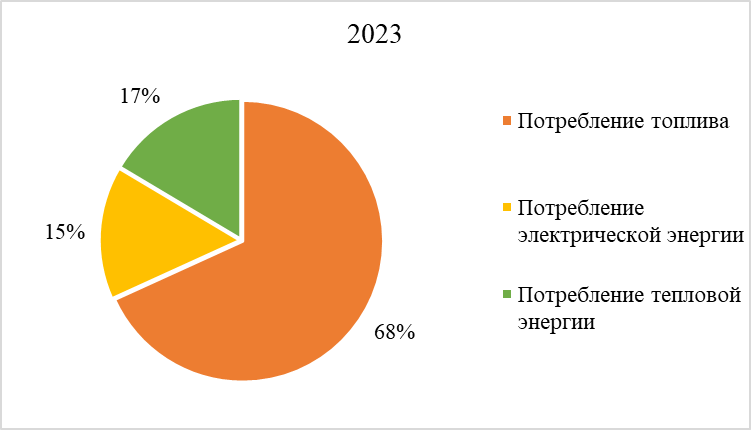 2023
17%
15%
68%
Потребление топлива
Потребление
электрической энергии
Потребление тепловой
энергии